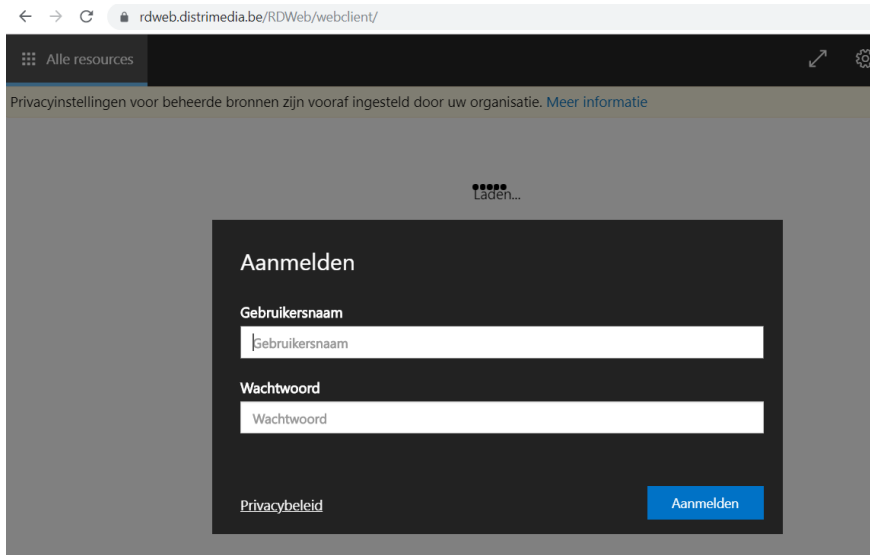 rdweb.distrimedia.be/RDWeb/webclient/
Alle resources
Privacyinstellingen voor beheerde bronnen zijn vooraf ingesteld door uw organisatie. Meer informatie
Laden...
Aanmelden
Gebruikersnaam
Gebruikersnaam
Wachtwoord
Wachtwoord
Privacybeleid
Aanmelden